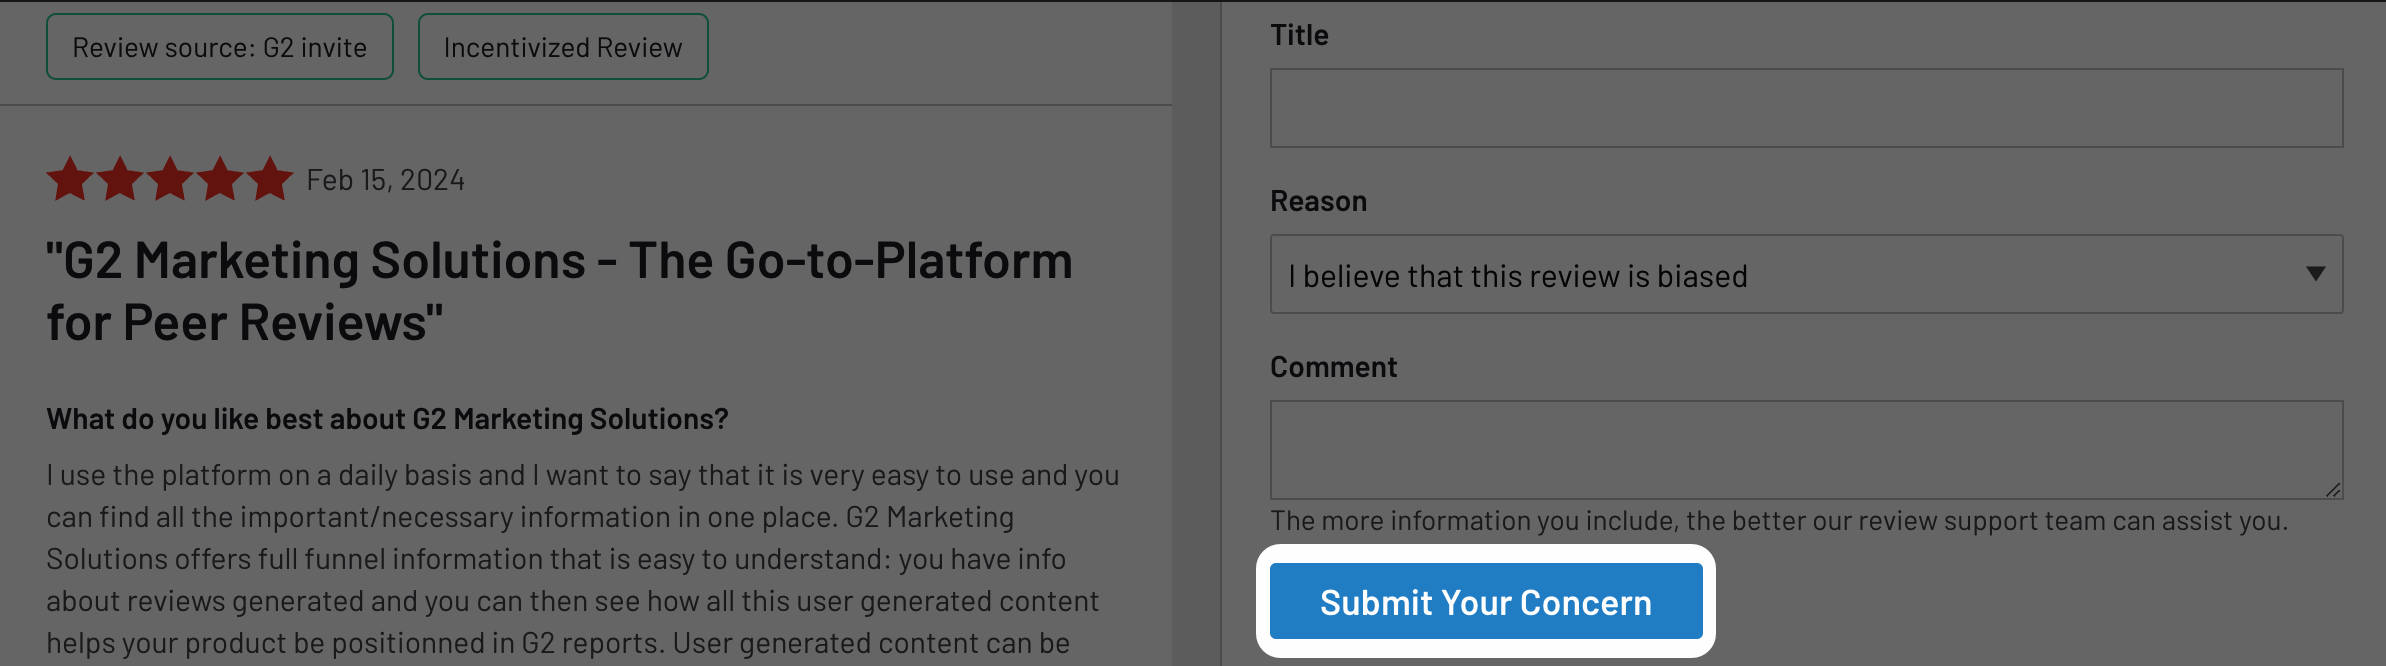 Review source: G2 invite
Incentivized Review
Feb 15, 2024
"G2 Marketing Solutions - The Go-to-Platform
for Peer Reviews"
What do you like best about G2 Marketing Solutions?
I use the platform on a daily basis and I want to say that it is very easy to use and you
can find all the important/necessary information in one place. G2 Marketing
Solutions offers full funnel information that is easy to understand: you have info
about reviews generated and you can then see how all this user generated content
helps your product be positionned in G2 reports. User generated content can be
Title
Reason
I believe that this review is biased
Comment
The more information you include, the better our review support team can assist you.
Submit Your Concern